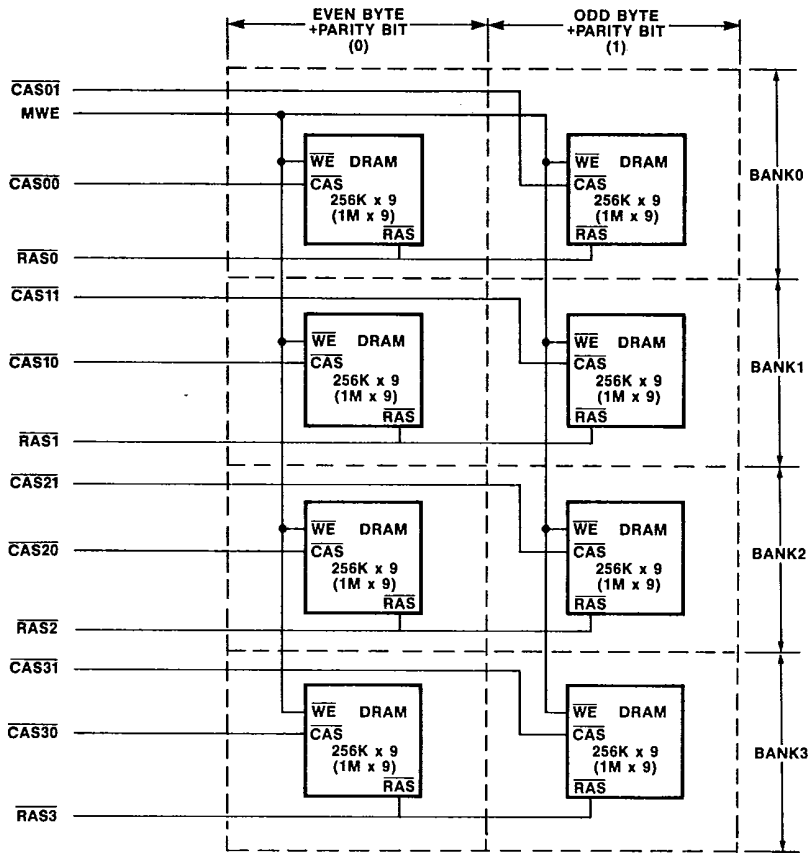 EVEN BYTE
+PARITY BIT
(0)
ODD BYTE
+PARITY BIT
(1)
CAS01
MWE
CAS00
RAS0
WE DRAM
CAS
256K x 9
(1M x 9)
RAS
WE DRAM
CAS
256K x 9
(1M x 9)
RAS
BANK0
CAS11
CAS10
RAS1
WE DRAM
CAS
256K x 9
(1M x 9)
RAS
WE DRAM
CAS
256K x 9
(1M x 9)
RAS
BANK1
CAS21
CAS20
RAS2
WE DRAM
CAS
256K x 9
(1M x 9)
RAS
WE DRAM
CAS
256K x 9
(1M x 9)
RAS
BANK2
CAS31
CAS30
RAS3
WE DRAM
CAS
256K x 9
(1M x 9)
RAS
WE DRAM
CAS
256K x 9
(1M x 9)
RAS
BANK3